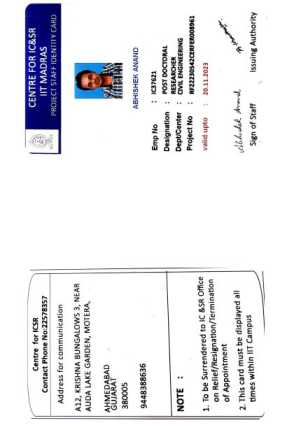 CENTRE FOR IC&SR
IIT MADRAS
PROJECT STAFF IDENTITY CARD
ABHISHEK ANAND
Emp No : IC37621
Designation : POST DOCTORAL
RESEARCHER
Dept/Center : CIVIL ENGINEERING
Project No : RF22230542CERFER008961
valid upto : 20.11.2023
Abhishek Anand
Sign of Staff
Issuing Authority
Centre for ICSR
Contact Phone No:22578357
Address for communication
A12, KRISHNA BUNGALOWS 3, NEAR
AUDA LAKE GARDEN, MOTERA,
AHMEDABAD
GUJARAT
380005
9448388636
NOTE :
1. To be Surrendered to IC &SR Office
on Relief/Resignation/Termination
of Appointment
2. This card must be displayed all
times within IIT Campus